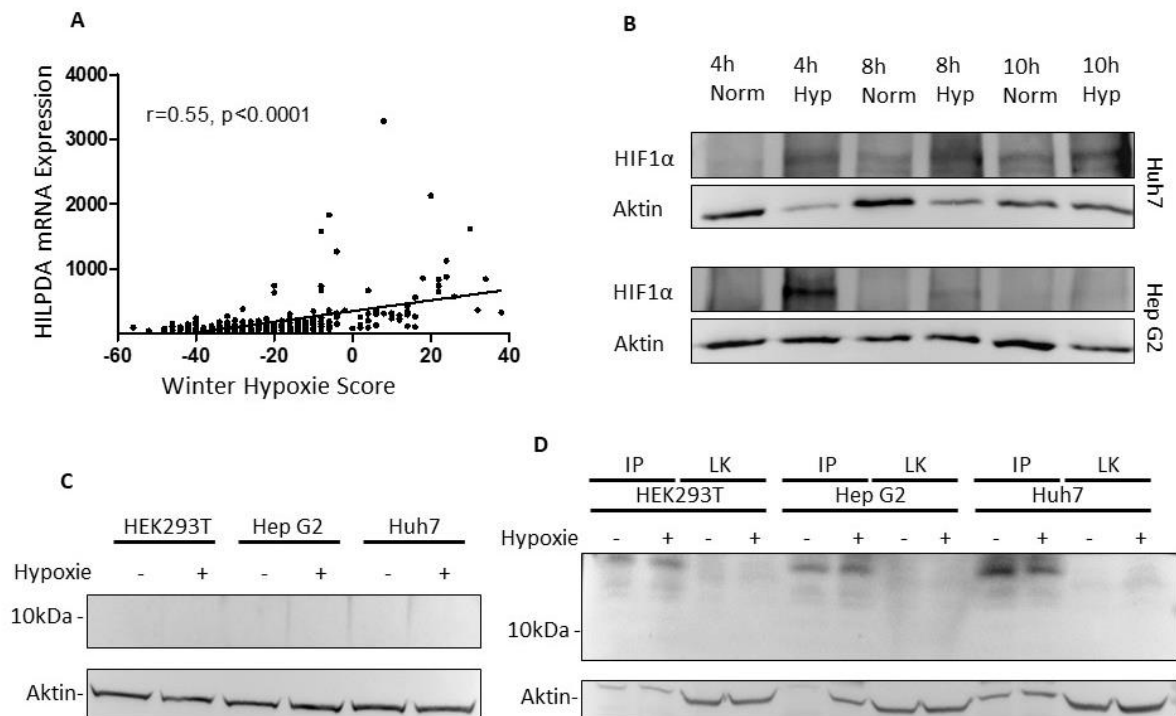 A
4000
3000
2000
1000
0
r=0.55, p<0.0001
HILPDA mRNA Expression
-60 -40 -20 0 20 40
Winter Hypoxie Score
B
4h 4h 8h 8h 10h 10h
Norm Hyp Norm Hyp Norm Hyp
HIF1α
Aktin
Huh7
HIF1α
Aktin
Hep G2
C
HEK293T Hep G2 Huh7
Hypoxie - + - + - +
10kDa -
Aktin-
D
IP LK IP LK IP LK
HEK293T Hep G2 Huh7
Hypoxie - + - + - + - + - + - +
10kDa -
Aktin-